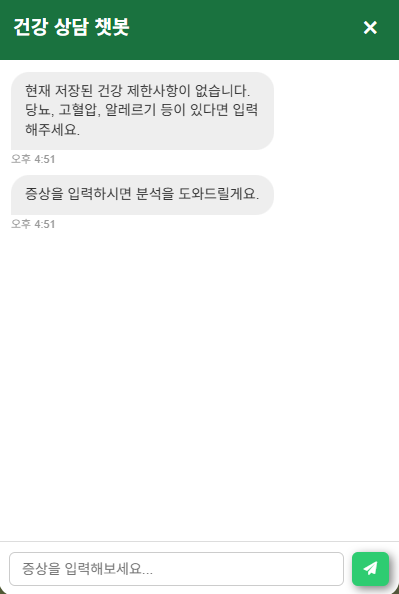 건강 상담 챗봇
현재 저장된 건강 제한사항이 없습니다.
당뇨, 고혈압, 알레르기 등이 있다면 입력
해주세요.
오후 4:51
증상을 입력하시면 분석을 도와드릴게요.
오후 4:51
증상을 입력해보세요...